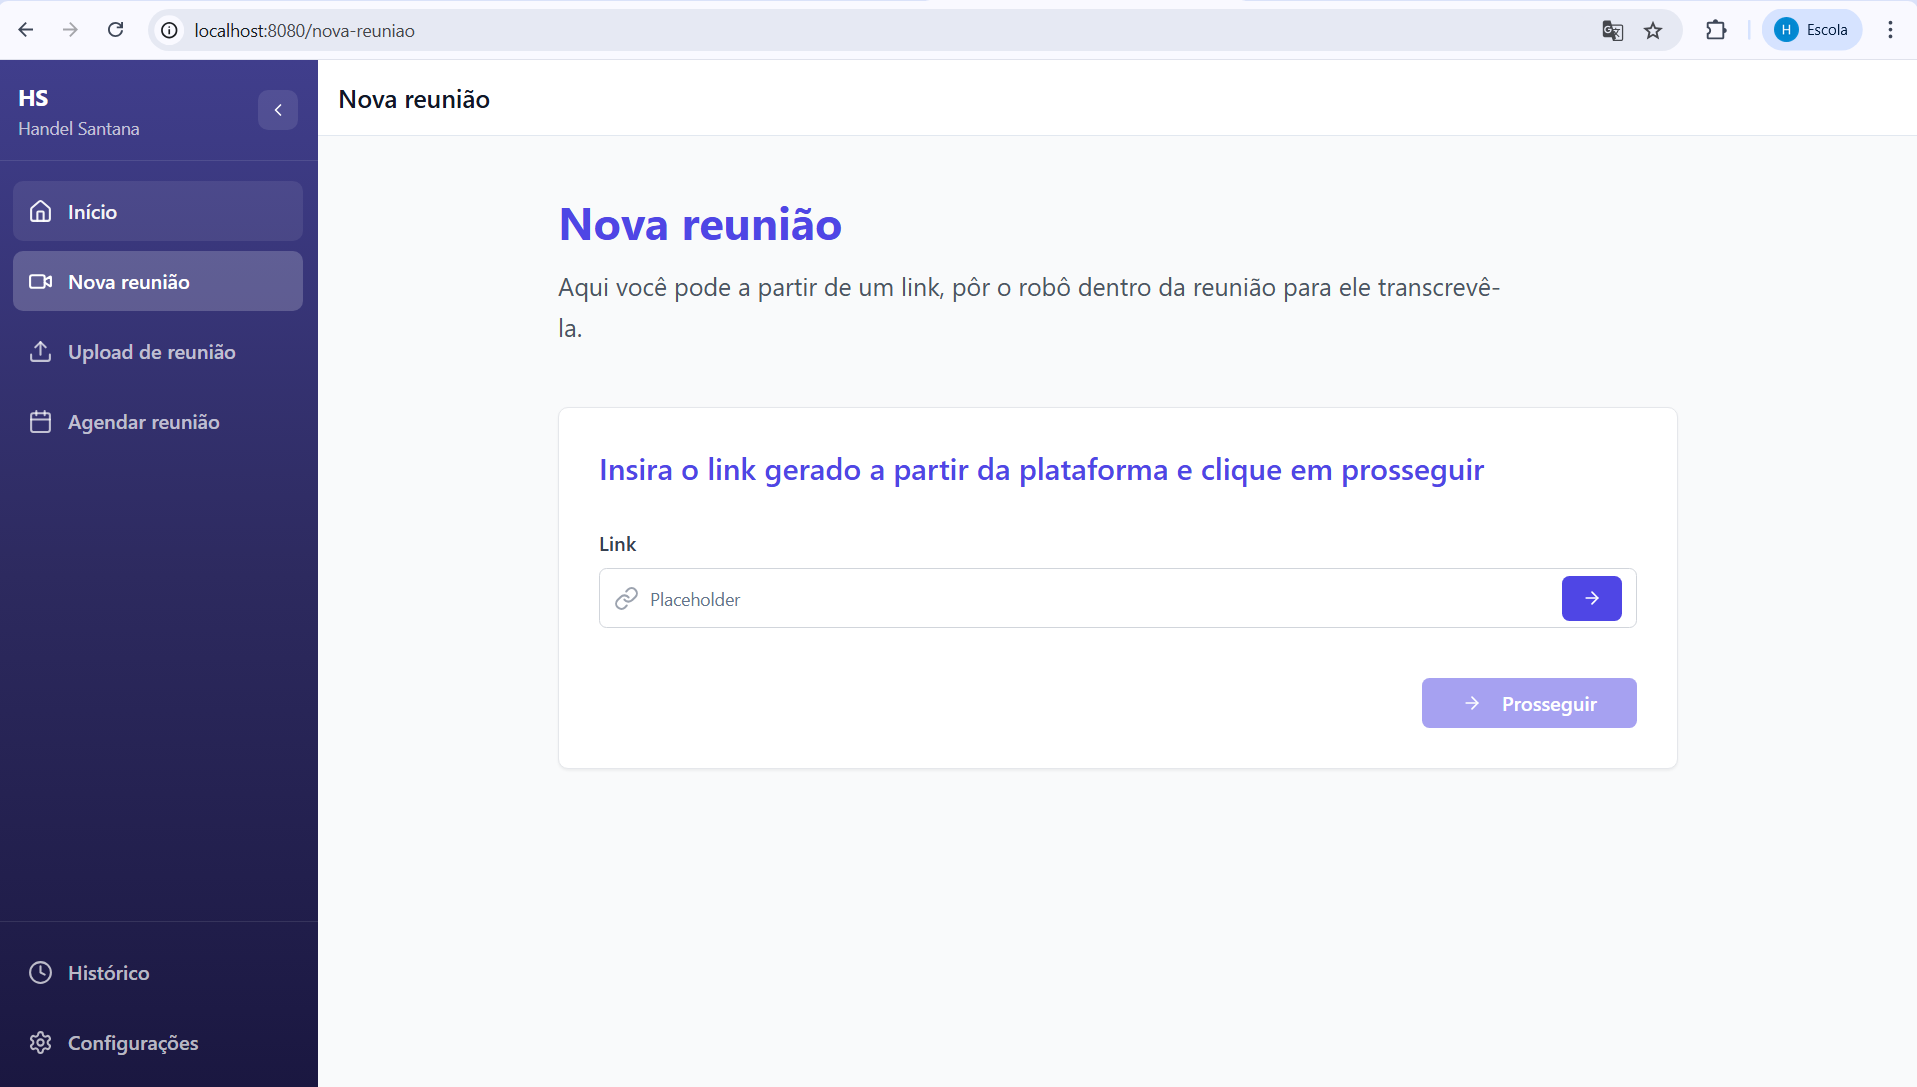 localhost:8080/nova-reuniao
H
Escola
HS
Handel Santana
Início
Nova reunião
Upload de reunião
Agendar reunião
Histórico
Configurações
Nova reunião
Nova reunião
Aqui você pode a partir de um link, pôr o robô dentro da reunião para ele transcrevê-
la.
Insira o link gerado a partir da plataforma e clique em prosseguir
Link
Placeholder
Prosseguir